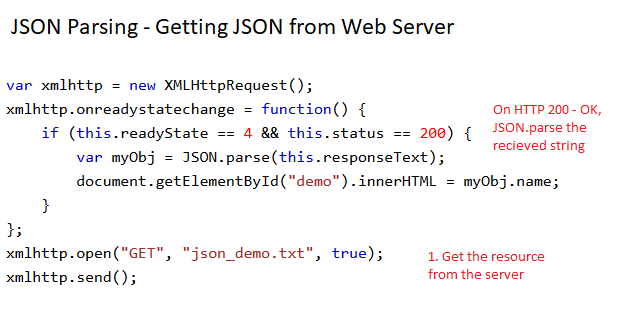 JSON Parsing - Getting JSON from Web Server
var xmlhttp = new XMLHttpRequest();
xmlhttp.onreadystatechange = function() {
if (this.readyState == 4 && this.status == 200) {
var myObj = JSON.parse(this.responseText);
document.getElementById("demo").innerHTML = myObj.name;
}
};
xmlhttp.open("GET", "json_demo.txt", true);
xmlhttp.send();
On HTTP 200 - OK,
JSON.parse the
recieved string
1. Get the resource
from the server